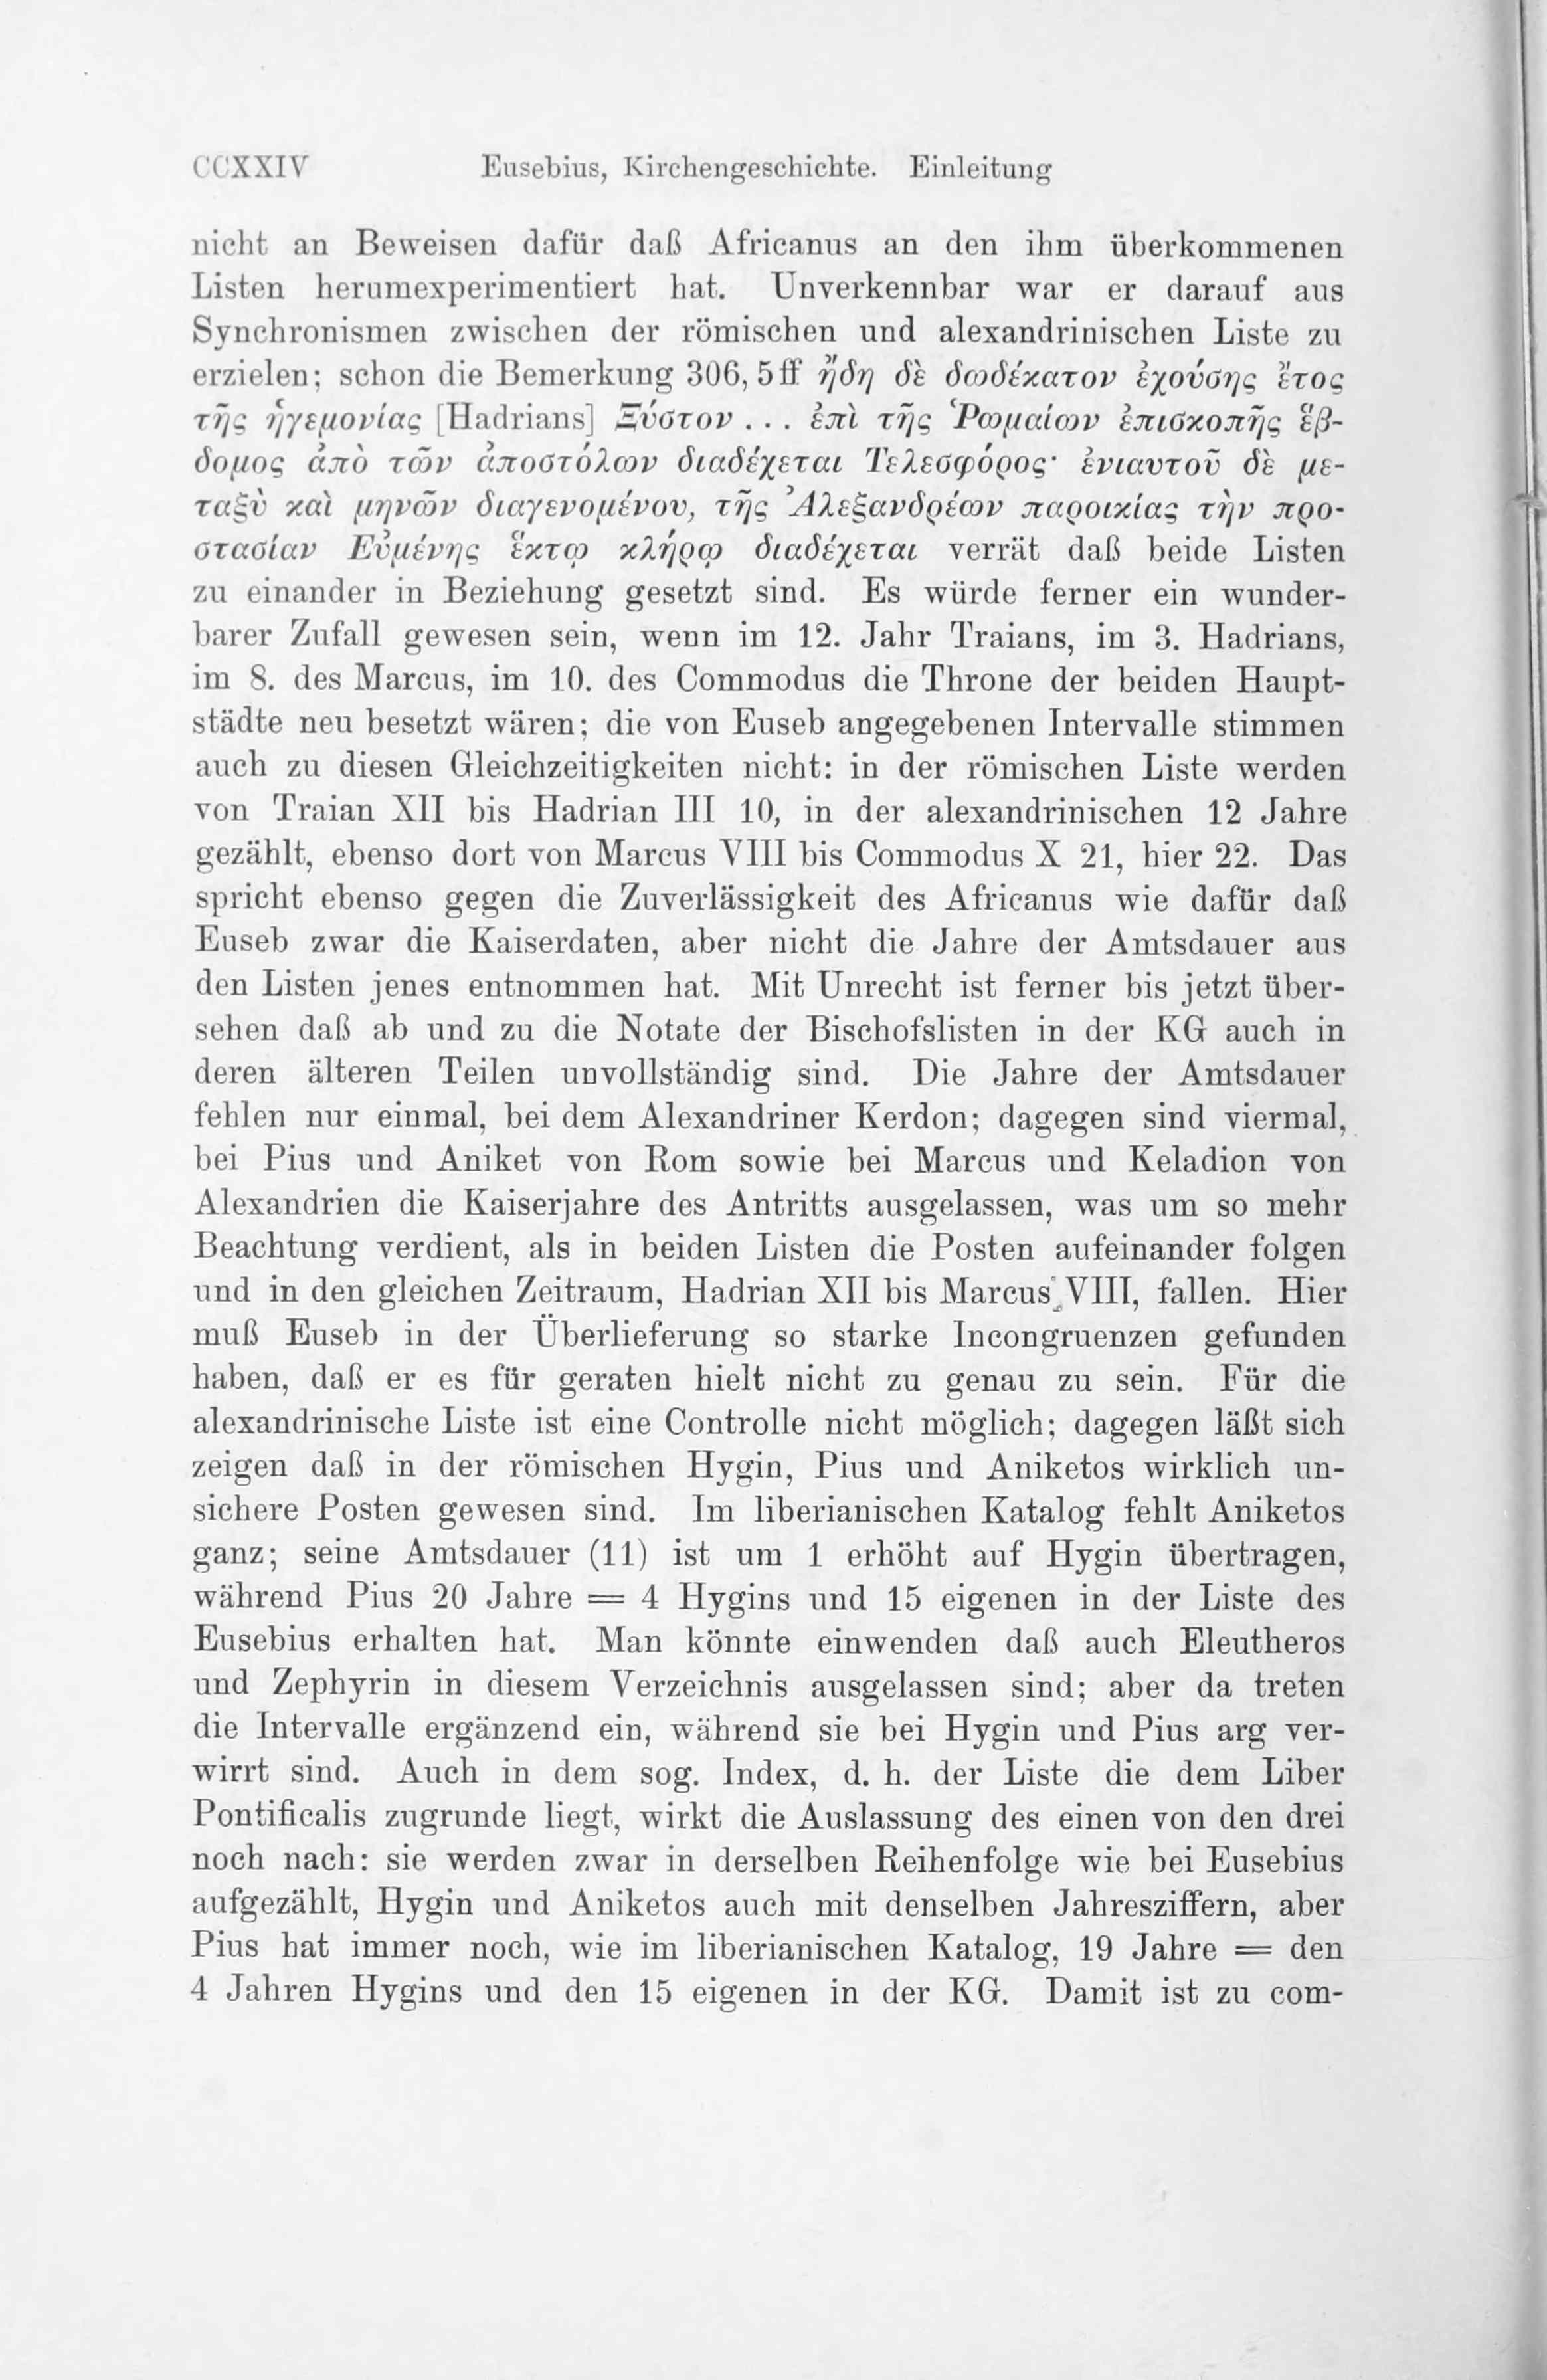 CCXXIV Eusebius, Kirchengeschichte. Einleitung
nicht an Beweisen dafür daß Africanus an den ihm überkommenen
Listen herumexperimentiert hat. Unverkennbar war er darauf aus
Synchronismen zwischen der römischen und alexandrinischen Liste zu
erzielen; schon die Bemerkung 306, 5 ff ἤδη δὲ δωδέκατον ἐχούσης ἔτος
τῆς ἡγεμονίας [Hadrians] Ξύστον . . . ἐπὶ τῆς Ῥωμαίων ἐπισκοπῆς ἕβ-
δομος ἀπὸ τῶν ἀποστόλων διαδέχεται Τελεσφόρος· ἐνιαυτοῦ δὲ με-
ταξὺ καὶ μηνῶν διαγενομένου, τῆς Ἀλεξανδρέων παροικίας τὴν προ-
στασίαν Εὐμένης ἕκτῳ κλήρῳ διαδέχεται verrät daß beide Listen
zu einander in Beziehung gesetzt sind. Es würde ferner ein wunder-
barer Zufall gewesen sein, wenn im 12. Jahr Traians, im 3. Hadrians,
im 8. des Marcus, im 10. des Commodus die Throne der beiden Haupt-
städte neu besetzt wären; die von Euseb angegebenen Intervalle stimmen
auch zu diesen Gleichzeitigkeiten nicht: in der römischen Liste werden
von Traian XII bis Hadrian III 10, in der alexandrinischen 12 Jahre
gezählt, ebenso dort von Marcus VIII bis Commodus X 21, hier 22. Das
spricht ebenso gegen die Zuverlässigkeit des Africanus wie dafür daß
Euseb zwar die Kaiserdaten, aber nicht die Jahre der Amtsdauer aus
den Listen jenes entnommen hat. Mit Unrecht ist ferner bis jetzt über-
sehen daß ab und zu die Notate der Bischofslisten in der KG auch in
deren älteren Teilen unvollständig sind. Die Jahre der Amtsdauer
fehlen nur einmal, bei dem Alexandriner Kerdon; dagegen sind viermal,
bei Pius und Aniket von Rom sowie bei Marcus und Keladion von
Alexandrien die Kaiserjahre des Antritts ausgelassen, was um so mehr
Beachtung verdient, als in beiden Listen die Posten aufeinander folgen
und in den gleichen Zeitraum, Hadrian XII bis Marcus VIII, fallen. Hier
muß Euseb in der Überlieferung so starke Incongruenzen gefunden
haben, daß er es für geraten hielt nicht zu genau zu sein. Für die
alexandrinische Liste ist eine Controlle nicht möglich; dagegen läßt sich
zeigen daß in der römischen Hygin, Pius und Aniketos wirklich un-
sichere Posten gewesen sind. Im liberianischen Katalog fehlt Aniketos
ganz; seine Amtsdauer (11) ist um 1 erhöht auf Hygin übertragen,
während Pius 20 Jahre = 4 Hygins und 15 eigenen in der Liste des
Eusebius erhalten hat. Man könnte einwenden daß auch Eleutheros
und Zephyrin in diesem Verzeichnis ausgelassen sind; aber da treten
die Intervalle ergänzend ein, während sie bei Hygin und Pius arg ver-
wirrt sind. Auch in dem sog. Index, d. h. der Liste die dem Liber
Pontificalis zugrunde liegt, wirkt die Auslassung des einen von den drei
noch nach: sie werden zwar in derselben Reihenfolge wie bei Eusebius
aufgezählt, Hygin und Aniketos auch mit denselben Jahresziffern, aber
Pius hat immer noch, wie im liberianischen Katalog, 19 Jahre = den
4 Jahren Hygins und den 15 eigenen in der KG. Damit ist zu com-